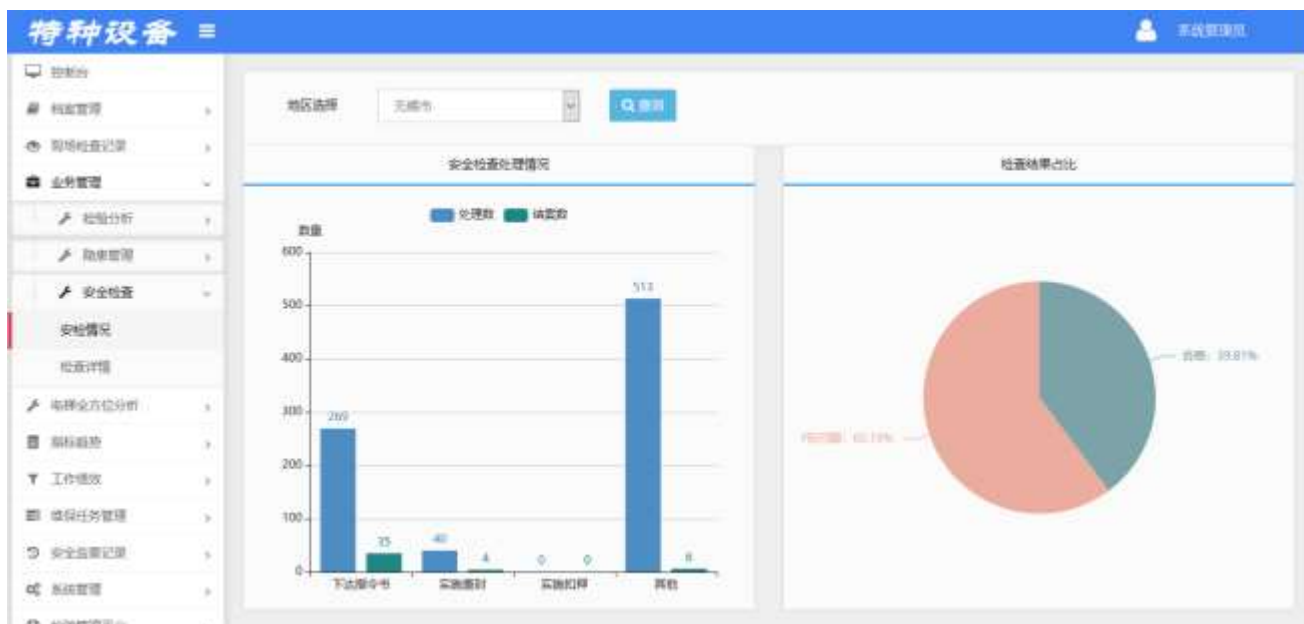 特种设备
系统管理员
控制台
档案管理
现场检查记录
业务管理
检验分析
隐患管理
安全检查
安检情况
检查详情
电梯全方位分析
指标趋势
工作绩效
维保任务管理
安全监察记录
系统管理
地区选择
无锡市
查询
安全检查处理情况
处理数
结案数
数量
600
500
400
300
200
100
0
269
35
40
4
0
0
513
下达指令书
实施查封
实施扣押
其他
检查结果占比
合格: 39.81%